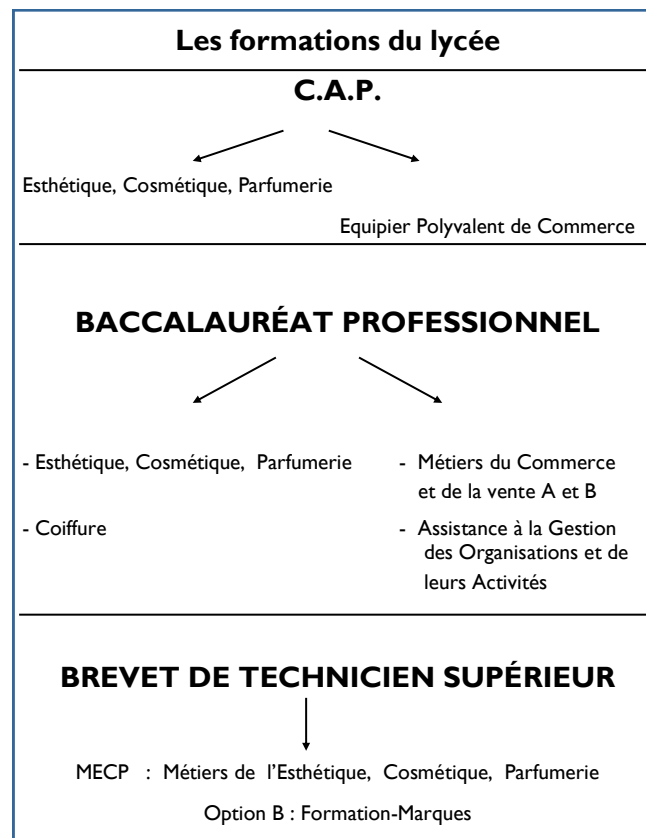 Les formations du lycée
C.A.P.
Esthétique, Cosmétique, Parfumerie
Equipier Polyvalent de Commerce
BACCALAURÉAT PROFESSIONNEL
- Esthétique, Cosmétique, Parfumerie
- Coiffure
- Métiers du Commerce
et de la vente A et B
- Assistance à la Gestion
des Organisations et de
leurs Activités
BREVET DE TECHNICIEN SUPÉRIEUR
MECP : Métiers de l’Esthétique, Cosmétique, Parfumerie
Option B : Formation-Marques